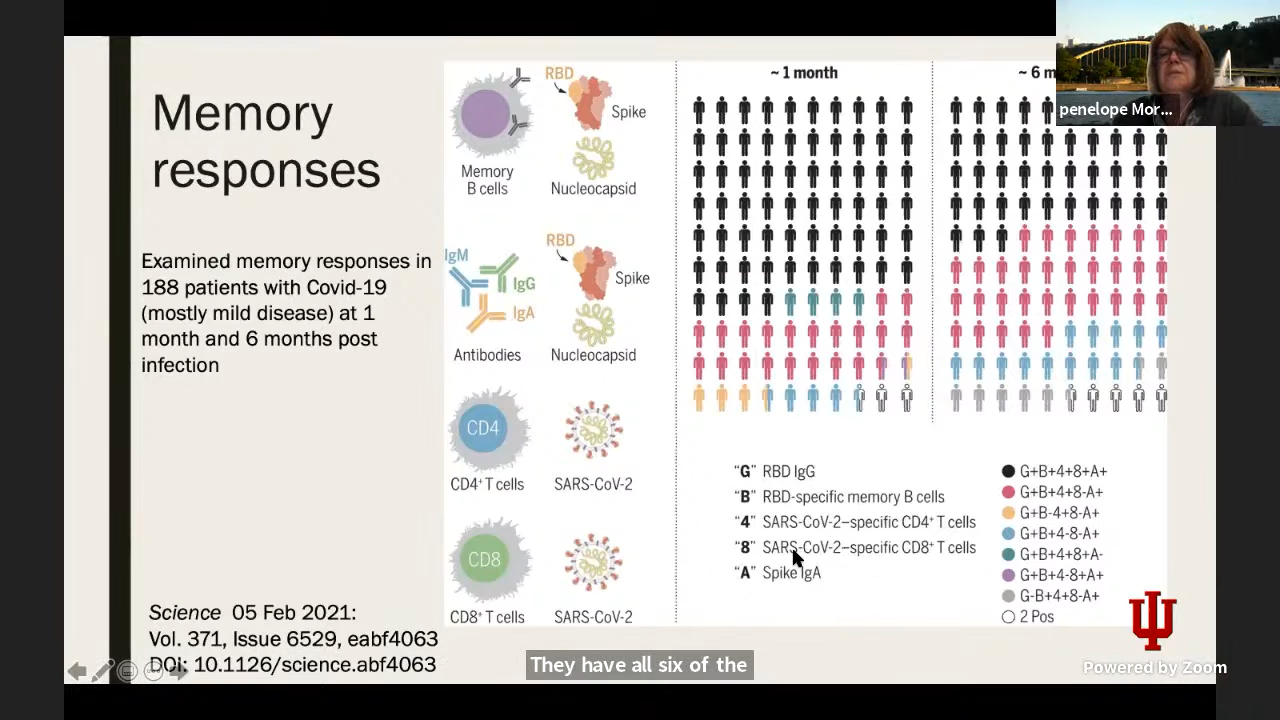 Memory
responses
Examined memory responses in
188 patients with Covid-19
(mostly mild disease) at 1
month and 6 months post
infection
Science 05 Feb 2021:
Vol. 371, Issue 6529, eabf4063
DOI: 10.1126/science.abf4063
RBD
Spike
Memory
B cells
Nucleocapsid
IgM
IgG
IgA
RBD
Spike
Antibodies
Nucleocapsid
CD4
CD4⁺ T cells
SARS-CoV-2
CD8
CD8⁺ T cells
SARS-CoV-2
~ 1 month
~ 6 m
"G" RBD IgG
"B" RBD-specific memory B cells
"4" SARS-CoV-2–specific CD4⁺ T cells
"8" SARS-CoV-2–specific CD8⁺ T cells
"A" Spike IgA
G+B+4+8+A+
G+B+4+8-A+
G+B-4+8-A+
G+B+4-8-A+
G+B+4+8+A-
G+B+4-8+A+
G-B+4+8-A+
2 Pos
penelope Mor...
They have all six of the
Powered by Zoom